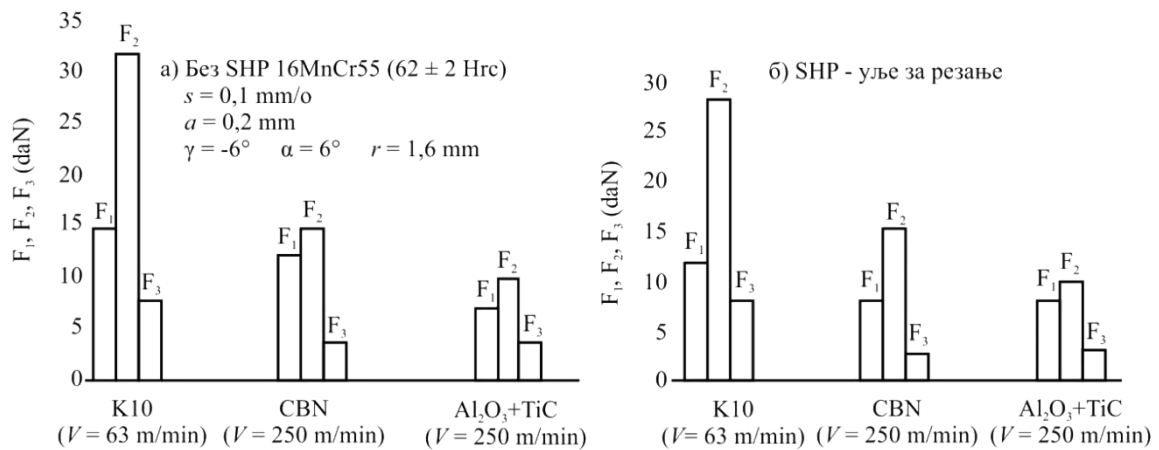 F₁, F₂, F₃ (daN)
35
30
25
20
15
10
5
0
а) Без SHP 16MnCr55 (62 ± 2 Hrc)
s = 0,1 mm/o
a = 0,2 mm
γ = -6° α = 6° r = 1,6 mm
F₁
F₂
F₃
F₁
F₂
F₃
F₁
F₂
F₃
K10
(V = 63 m/min)
CBN
(V = 250 m/min)
Al₂O₃+TiC
(V = 250 m/min)
F₁, F₂, F₃ (daN)
30
25
20
15
10
5
0
б) SHP - уље за резање
F₁
F₂
F₃
F₁
F₂
F₃
F₁
F₂
F₃
K10
(V= 63 m/min)
CBN
(V = 250 m/min)
Al₂O₃+TiC
(V = 250 m/min)